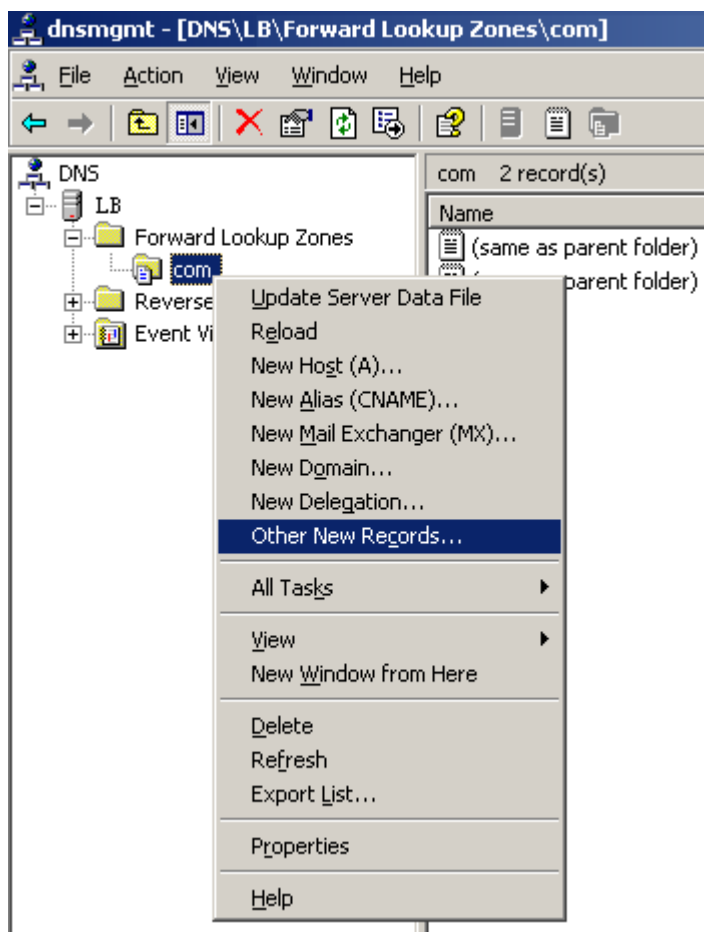 dnsmgmt - [DNS\LB\Forward Lookup Zones\com]
File Action View Window Help
DNS
LB
Forward Lookup Zones
com
Reverse
Event Vi
com 2 record(s)
Name
(same as parent folder)
parent folder)
Update Server Data File
Reload
New Host (A)...
New Alias (CNAME)...
New Mail Exchanger (MX)...
New Domain...
New Delegation...
Other New Records...
All Tasks
View
New Window from Here
Delete
Refresh
Export List...
Properties
Help